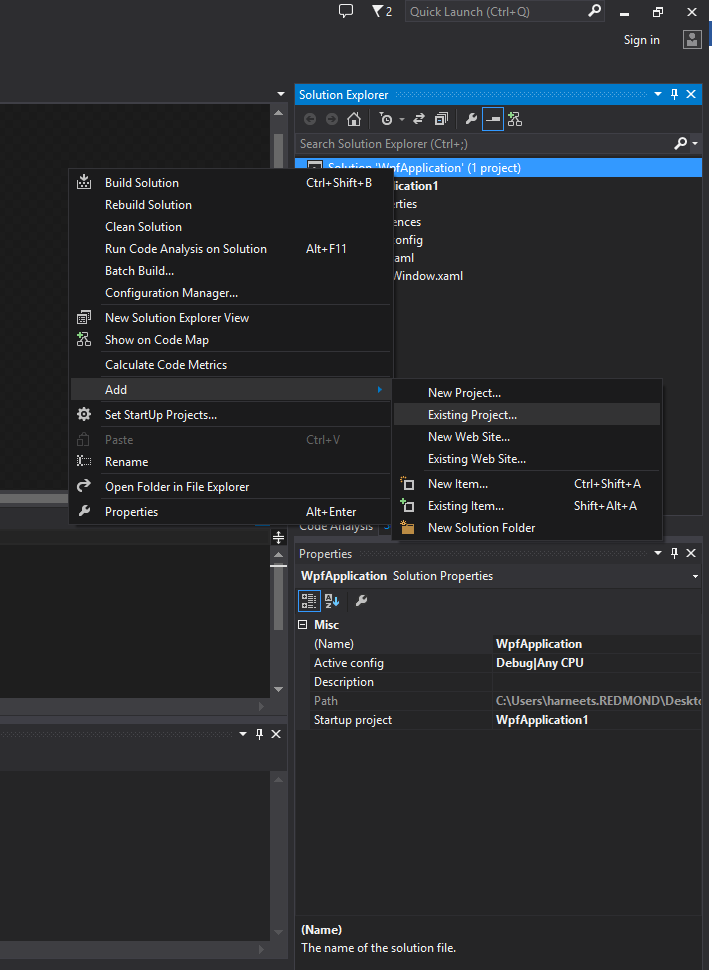 2
Quick Launch (Ctrl+Q)
Sign in
Solution Explorer
Search Solution Explorer (Ctrl+;)
Solution 'WpfApplication' (1 project)
lication1
erties
ences
onfig
aml
Window.xaml
Build Solution Ctrl+Shift+B
Rebuild Solution
Clean Solution
Run Code Analysis on Solution Alt+F11
Batch Build...
Configuration Manager...
New Solution Explorer View
Show on Code Map
Calculate Code Metrics
Add
Set StartUp Projects...
Paste Ctrl+V
Rename
Open Folder in File Explorer
Properties Alt+Enter
New Project...
Existing Project...
New Web Site...
Existing Web Site...
New Item... Ctrl+Shift+A
Existing Item... Shift+Alt+A
New Solution Folder
Code Analysis
Properties
WpfApplication Solution Properties
Misc
(Name) WpfApplication
Active config Debug|Any CPU
Description
Path C:\Users\harneets.REDMOND\Deskto
Startup project WpfApplication1
(Name)
The name of the solution file.